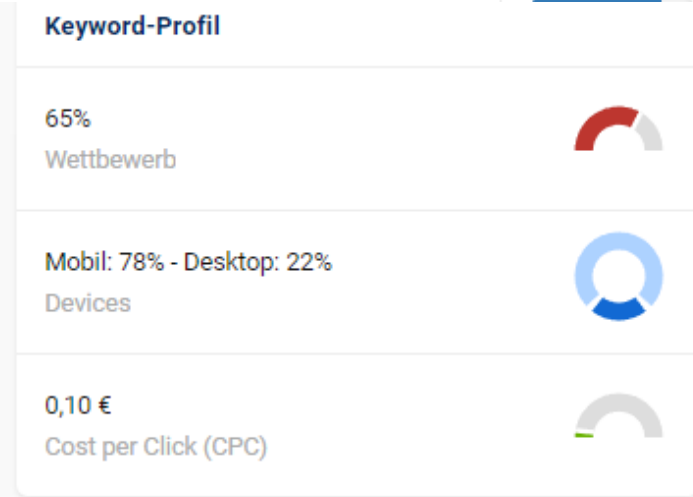 Keyword-Profil
65%
Wettbewerb
Mobil: 78% - Desktop: 22%
Devices
0,10 €
Cost per Click (CPC)